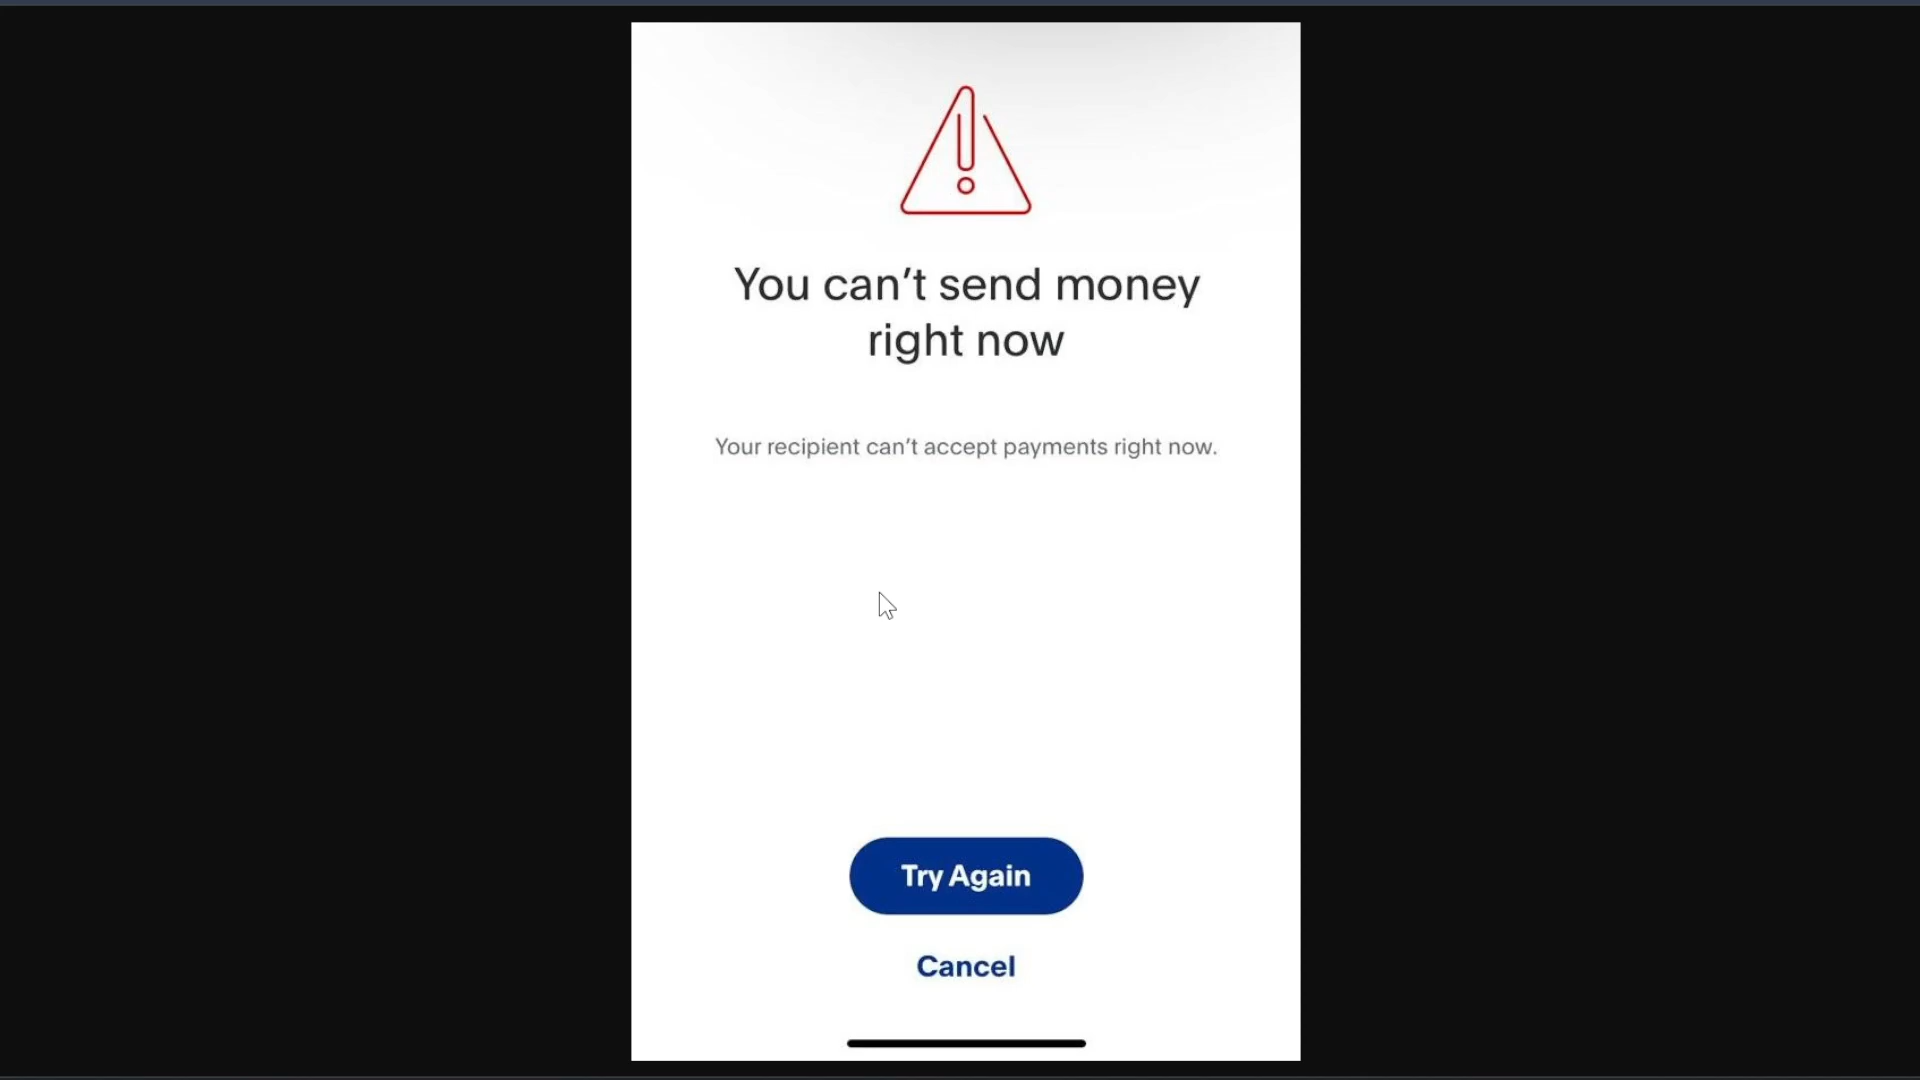 You can’t send money
right now
Your recipient can’t accept payments right now.
Try Again
Cancel